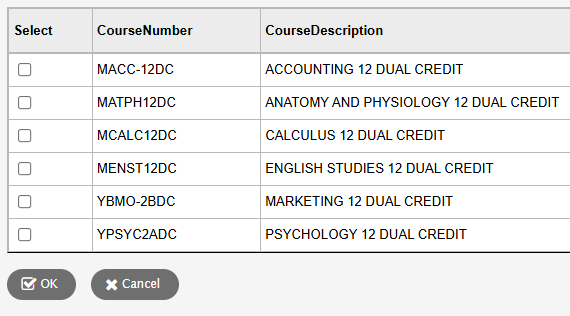 Select CourseNumber CourseDescription
MACC-12DC ACCOUNTING 12 DUAL CREDIT
MATPH12DC ANATOMY AND PHYSIOLOGY 12 DUAL CREDIT
MCALC12DC CALCULUS 12 DUAL CREDIT
MENST12DC ENGLISH STUDIES 12 DUAL CREDIT
YBMO-2BDC MARKETING 12 DUAL CREDIT
YPSYC2ADC PSYCHOLOGY 12 DUAL CREDIT
OK Cancel